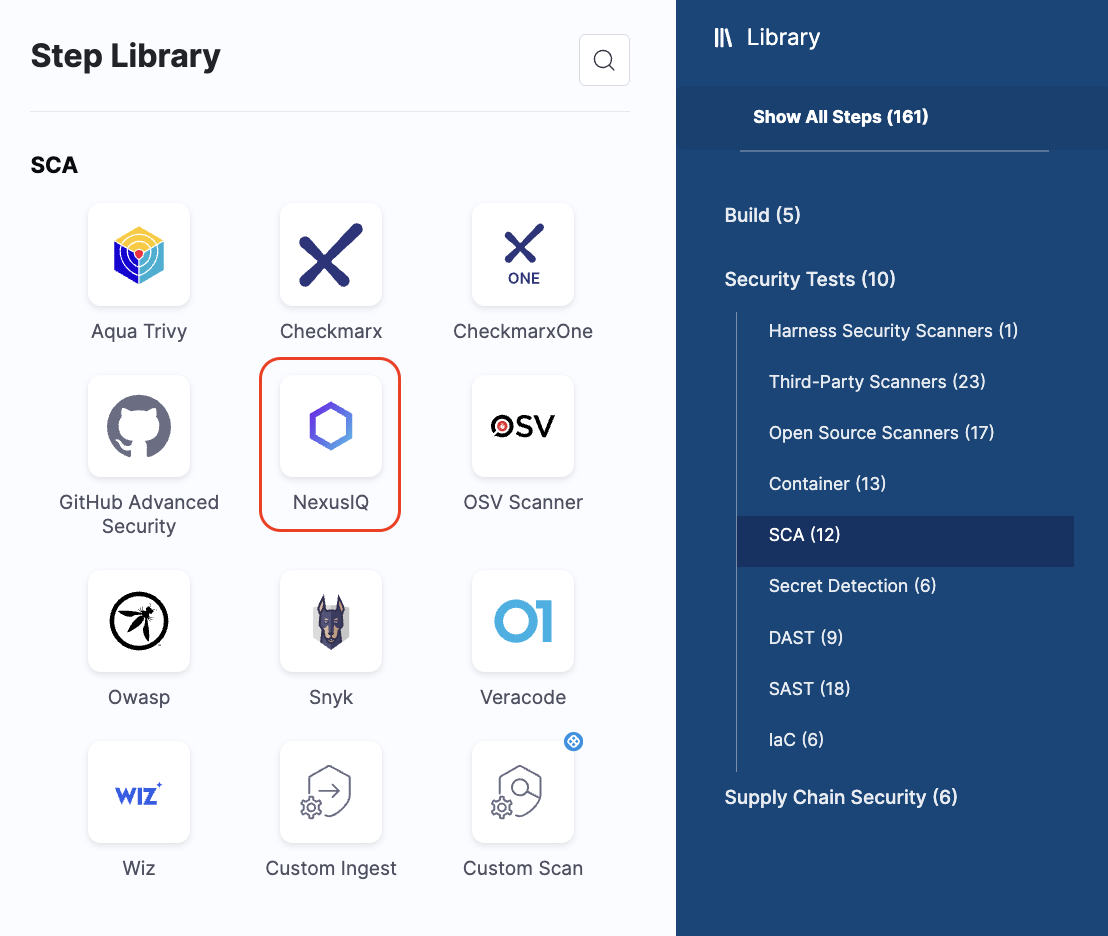 Step Library
SCA
Aqua Trivy
Checkmarx
ONE
CheckmarxOne
GitHub Advanced
Security
NexusIQ
OSV
OSV Scanner
Owasp
Snyk
01
Veracode
WIZ
Wiz
Custom Ingest
Custom Scan
Library
Show All Steps (161)
Build (5)
Security Tests (10)
Harness Security Scanners (1)
Third-Party Scanners (23)
Open Source Scanners (17)
Container (13)
SCA (12)
Secret Detection (6)
DAST (9)
SAST (18)
IaC (6)
Supply Chain Security (6)